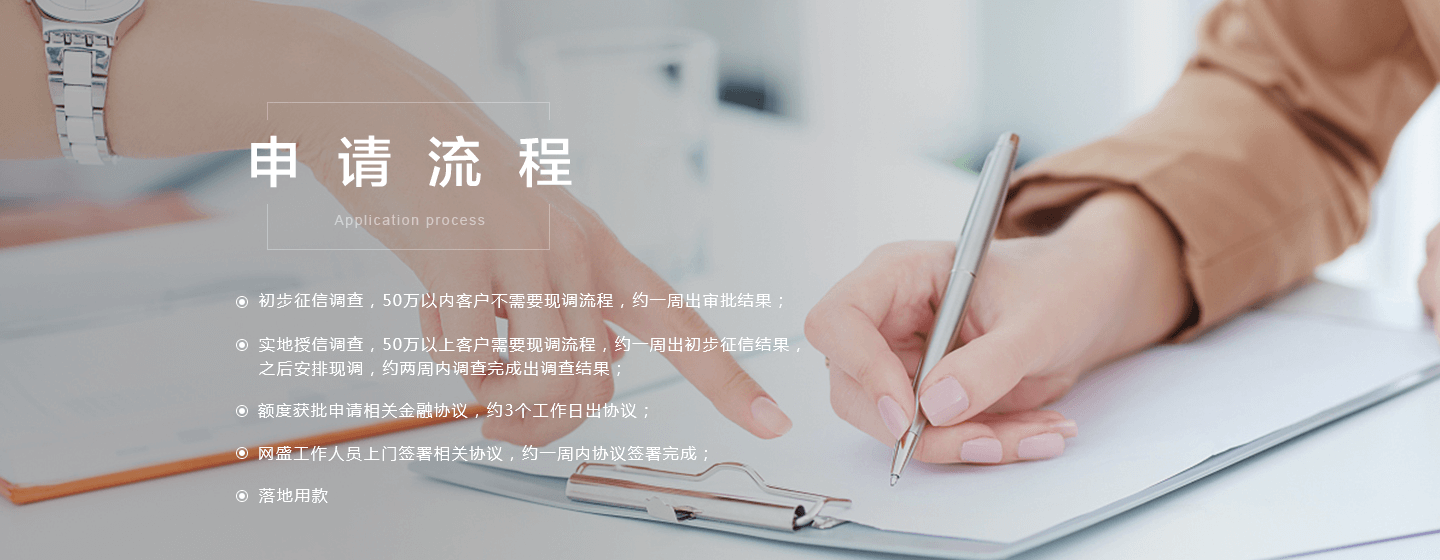 申请流程
Application process
初步征信调查，50万以内客户不需要现调流程，约一周出审批结果；
实地授信调查，50万以上客户需要现调流程，约一周出初步征信结果，
之后安排现调，约两周内调查完成出调查结果；
额度获批申请相关金融协议，约3个工作日出协议；
网盛工作人员上门签署相关协议，约一周内协议签署完成；
落地用款